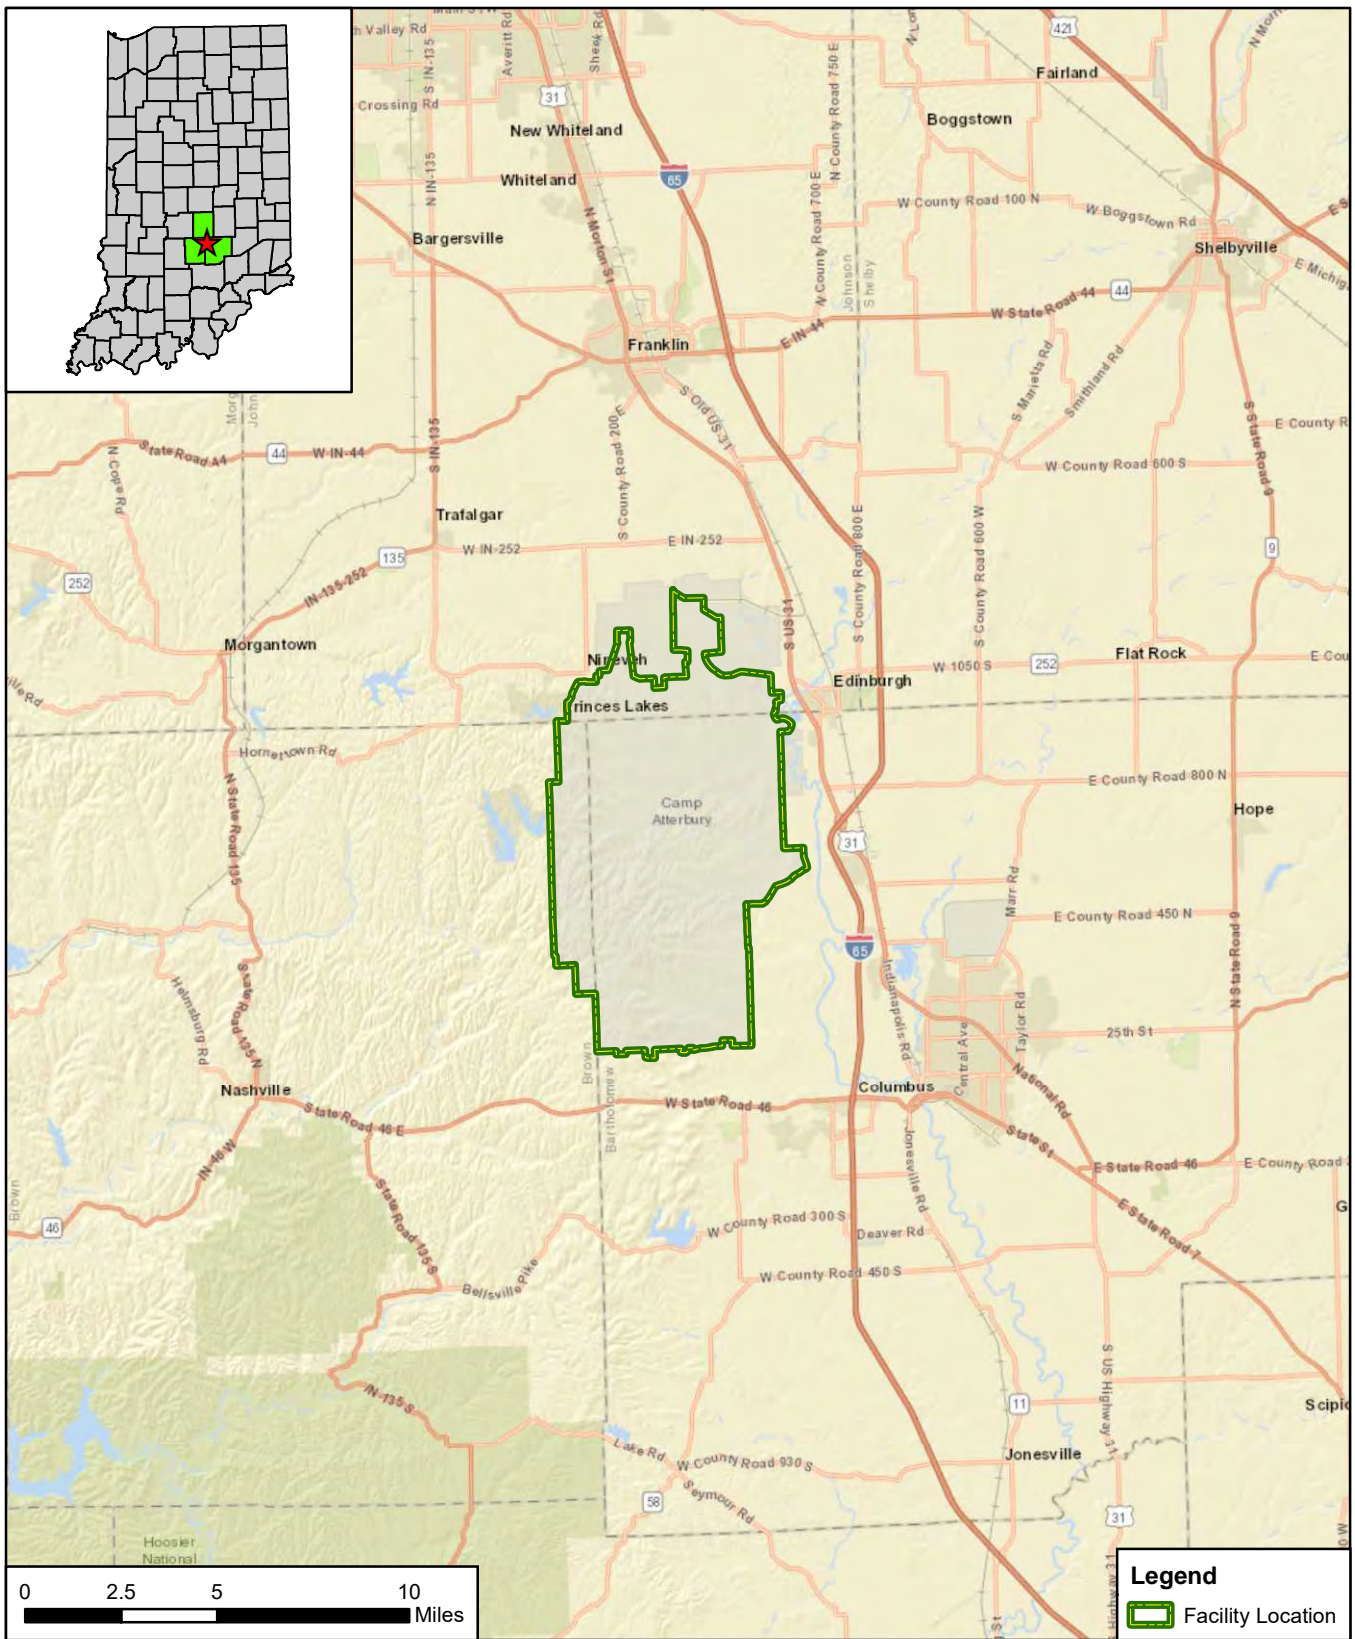 h Valley Rd
S IN-135
Averitt Rd
Sheek Rd
N County Road 750 E
421
Fairland
Crossing Rd
31
New Whiteland
Boggstown
Whiteland
65
N IN-135
N County Road 700 E
W County Road 100 N
W Boggstown Rd
Bargersville
N Morton St
Shelbyville
E Michig
Johnson
Shelby
44
W State Road 44
E IN-44
Franklin
S Marietta Rd
Smithland Rd
S Old US-31
S County Road 200 E
S State Road 9
E County R
State Road 44
44
W IN-44
S IN-135
N Cope Rd
W County Road 600 S
Trafalgar
W IN-252
E IN-252
S County Road 800 E
S County Road 600 W
9
135
252
IN-135-252
S US-31
Morgantown
Nineveh
Flat Rock
E Cou
W 1050 S
252
Edinburgh
rinces Lakes
Hornetown Rd
E County Road 800 N
N State Road 135
Camp
Atterbury
Hope
31
Marr Rd
E County Road 450 N
65
N State Road 9
Helmsburg Rd
State Road 135 N
Indianapolis Rd
Central Ave
Taylor Rd
25th St
National Rd
Brown
Bartholomew
Columbus
Nashville
State Road 46 E
W State Road 46
State St
IN-46 W
Jonesville Rd
E State Road 46
E County Road
Brown
46
State Road 135 S
W County Road 300 S
Deaver Rd
E State Road 7
G
Bellsville Pike
W County Road 450 S
S US Highway 31
IN-135 S
11
Scipio
Lake Rd
W County Road 930 S
Jonesville
58
Seymour Rd
31
Hoosier
National
0 2.5 5 10
Miles
Legend
Facility Location